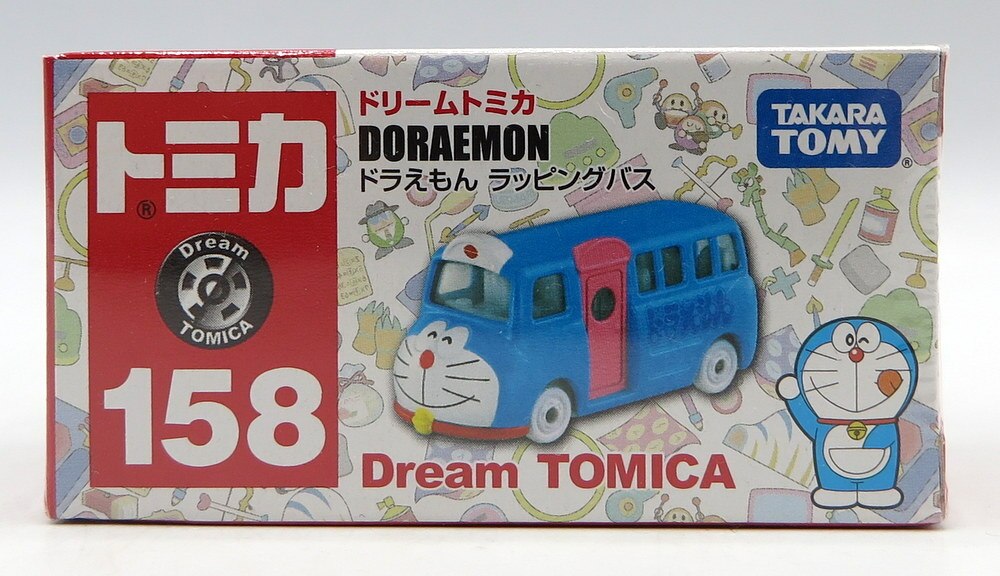 トミカ
®
Dream
TOMICA
158
ドリームトミカ
DORAEMON
ドラえもん ラッピングバス
TAKARA
TOMY
®
Dream TOMICA